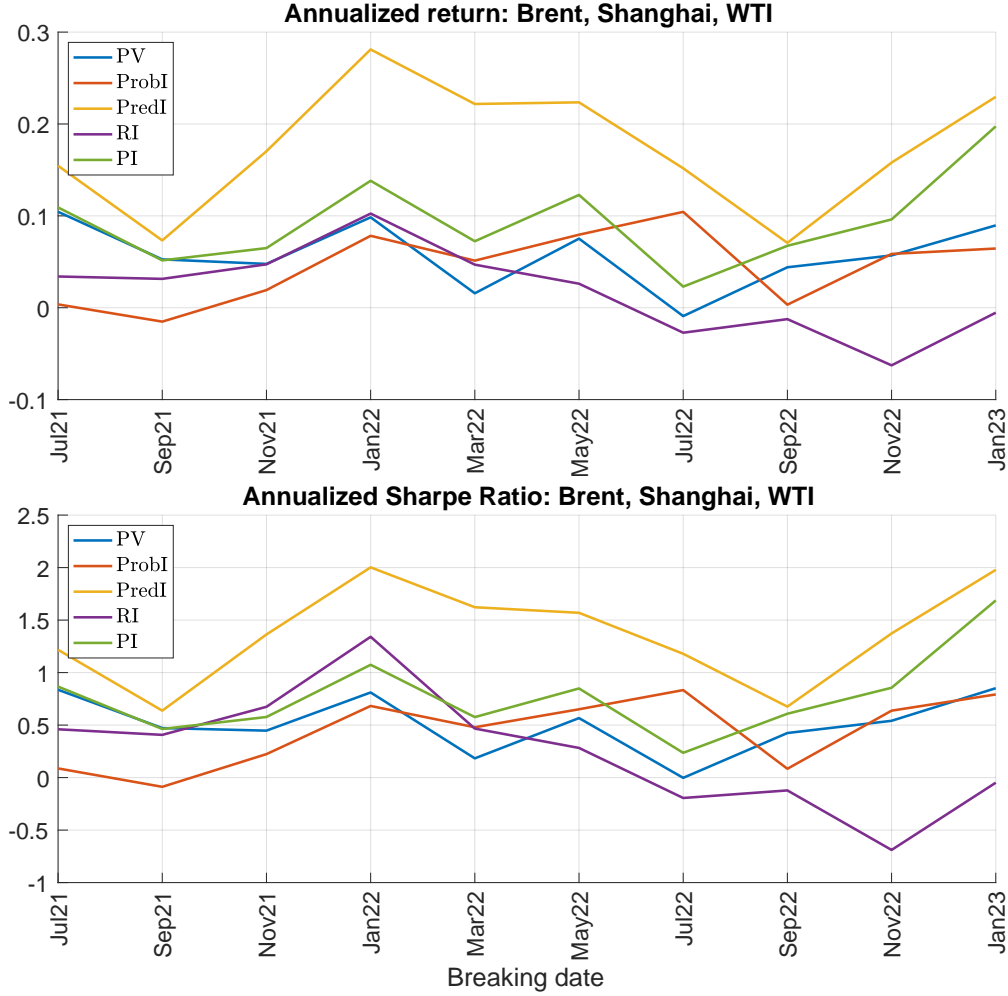 Annualized return: Brent, Shanghai, WTI
0.3
0.2
0.1
0
-0.1
PV
ProbI
PredI
RI
PI
Jul21
Sep21
Nov21
Jan22
Mar22
May22
Jul22
Sep22
Nov22
Jan23
Annualized Sharpe Ratio: Brent, Shanghai, WTI
2.5
2
1.5
1
0.5
0
-0.5
-1
PV
ProbI
PredI
RI
PI
Jul21
Sep21
Nov21
Jan22
Mar22
May22
Jul22
Sep22
Nov22
Jan23
Breaking date